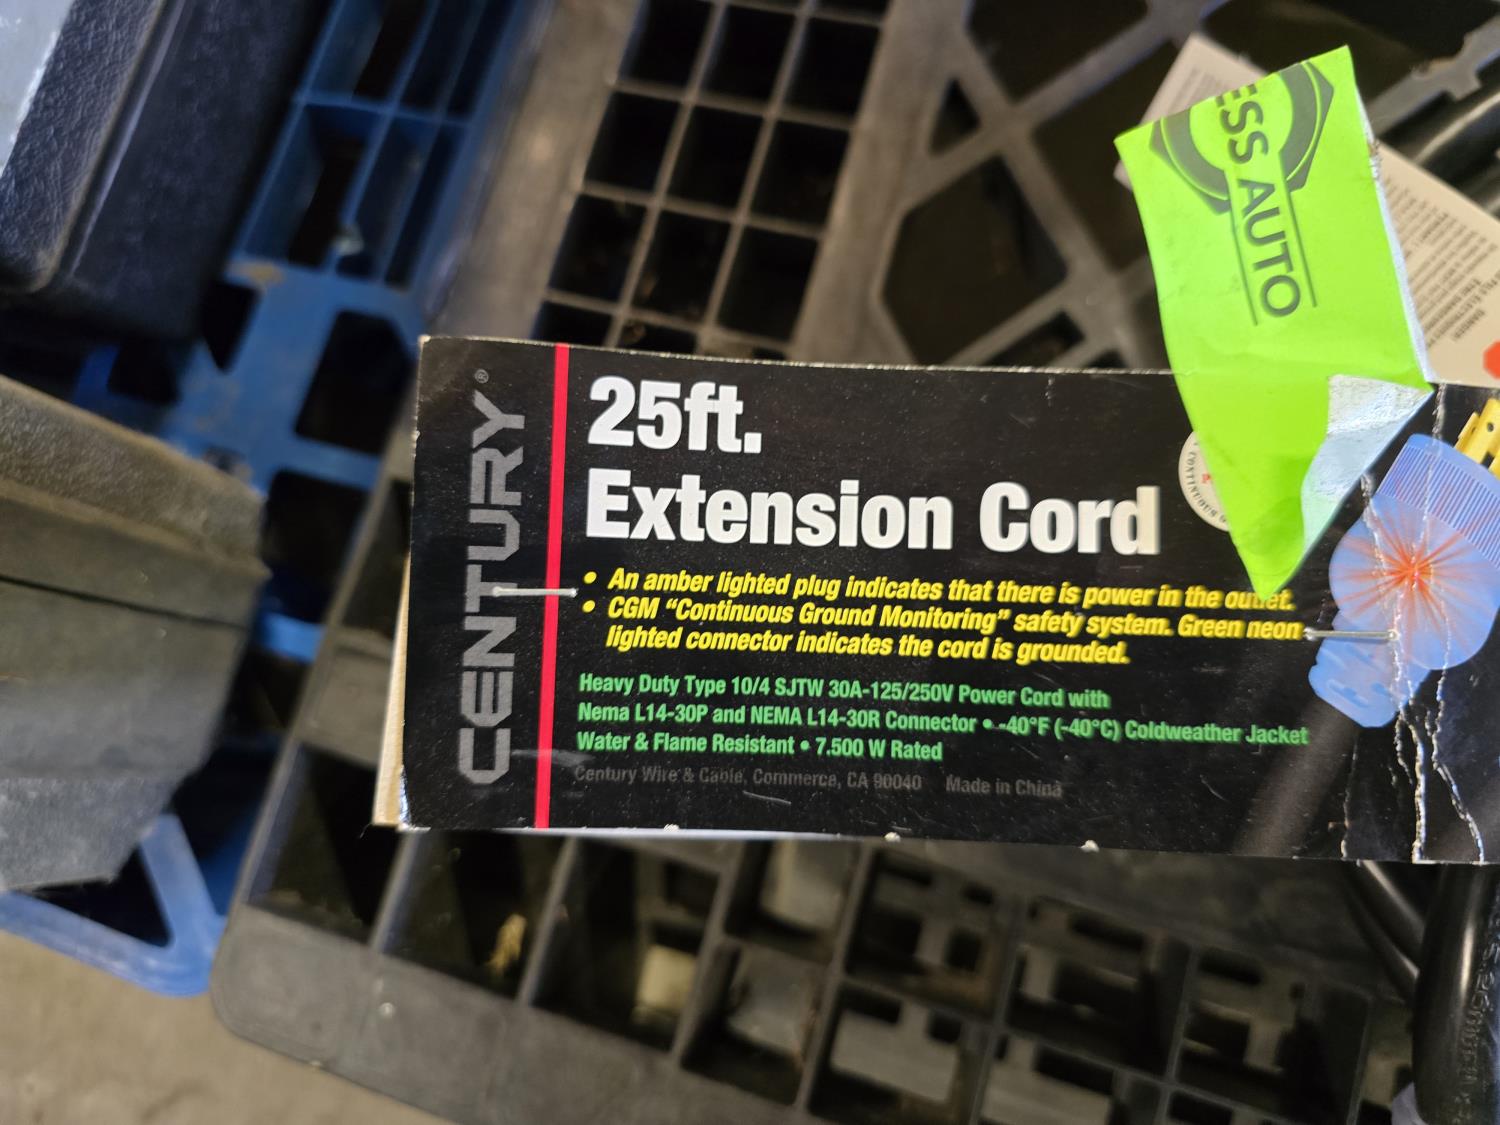 ESS AUTO
CENTURY®
25ft.
Extension Cord
• An amber lighted plug indicates that there is power in the outlet.
• CGM “Continuous Ground Monitoring” safety system. Green neon
lighted connector indicates the cord is grounded.
Heavy Duty Type 10/4 SJTW 30A-125/250V Power Cord with
Nema L14-30P and NEMA L14-30R Connector • -40°F (-40°C) Coldweather Jacket
Water & Flame Resistant • 7.500 W Rated
Century Wire & Cable, Commerce, CA 90040 Made in China
CONTINUOUS